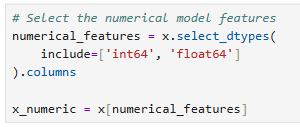 # Select the numerical model features
numerical_features = x.select_dtypes(
    include=['int64', 'float64']
).columns

x_numeric = x[numerical_features]